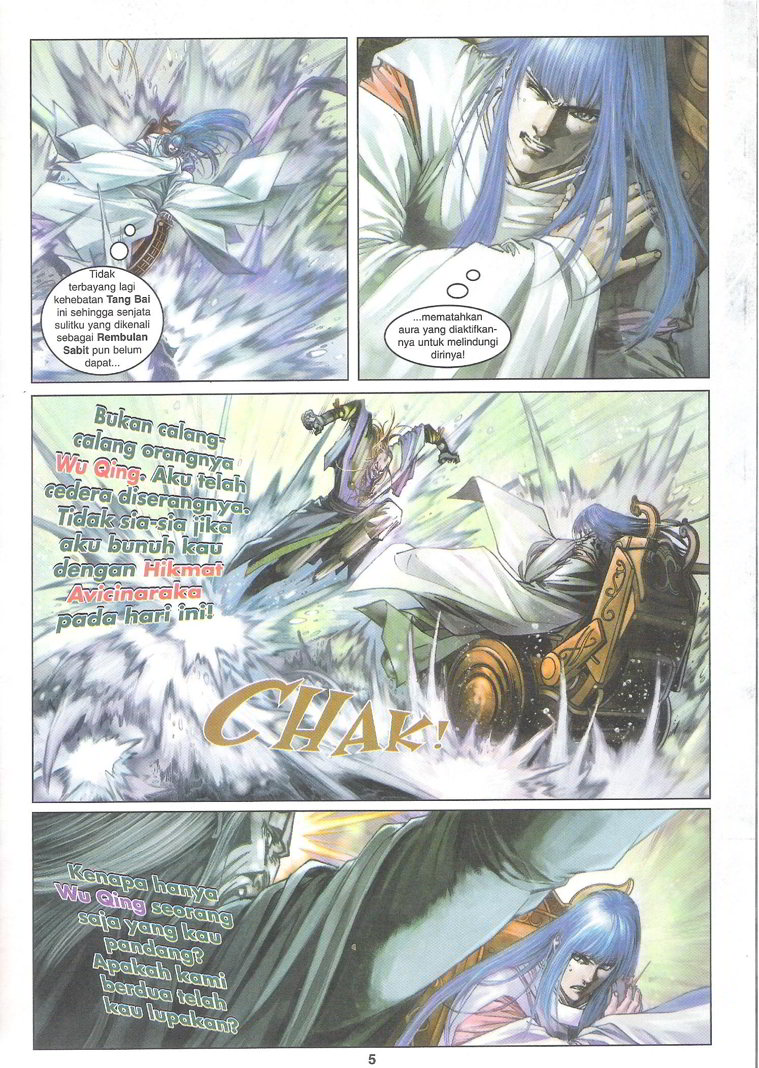 Tidak
terbayang lagi
kehebatan Tang Bai
ini sehingga senjata
sulitku yang dikenali
sebagai Rembulan
Sabit pun belum
dapat...
...mematahkan
aura yang diaktifkan-
nya untuk melindungi
dirinya!
Bukan calang-
calang orangnya
Wu Qing. Aku telah
cedera diserangnya.
Tidak sia-sia jika
aku bunuh kau
dengan Hikmat
Avicinaraka
pada hari ini!
CHAK!
Kenapa hanya
Wu Qing seorang
saja yang kau
pandang?
Apakah kami
berdua telah
kau lupakan?
5